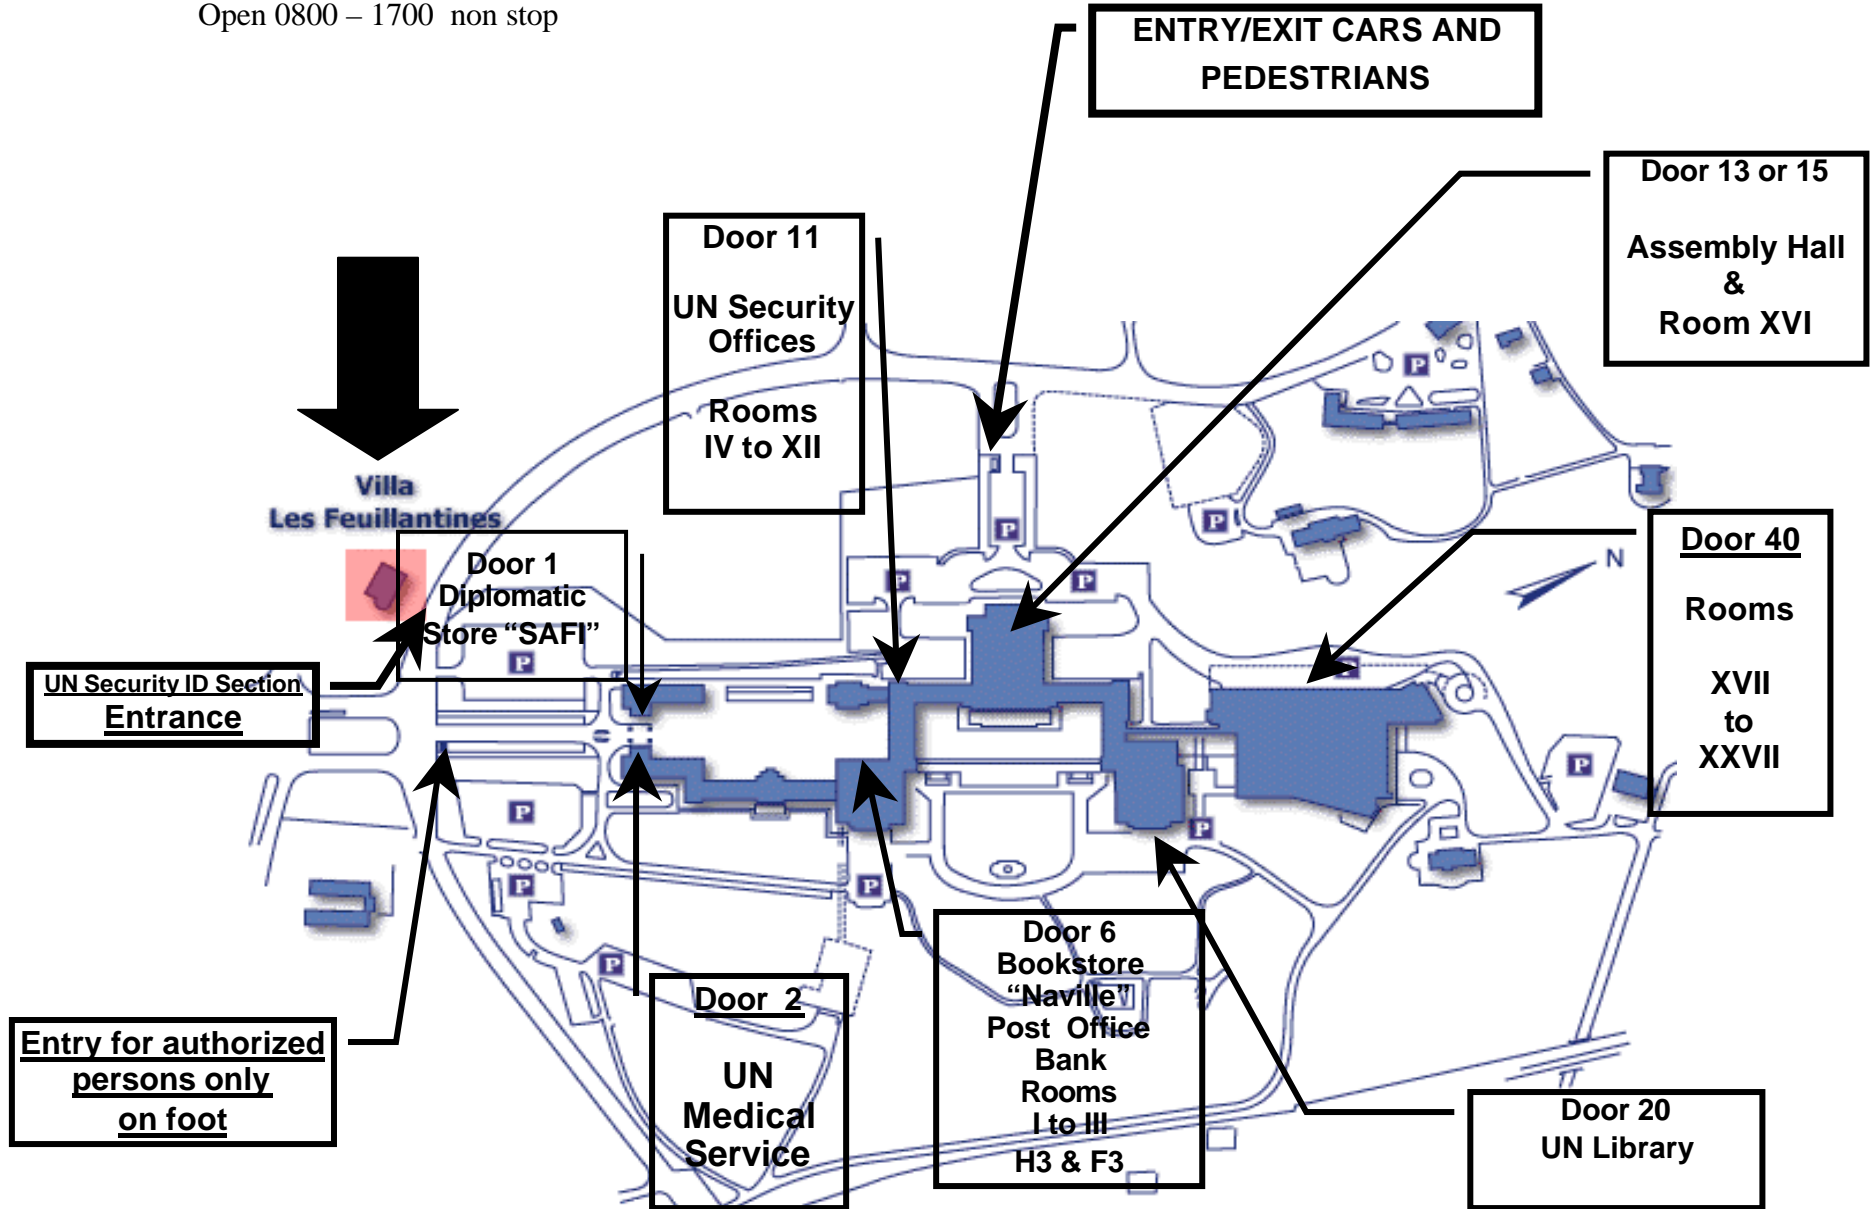 Open 0800 – 1700  non stop
ENTRY/EXIT CARS AND
PEDESTRIANS
Door 13 or 15
Assembly Hall
&
Room XVI
Door 11
UN Security
Offices
Rooms
IV to XII
Villa
Les Feuillantines
Door 1
Diplomatic
Store “SAFI”
UN Security ID Section
Entrance
Door 40
Rooms
XVII
to
XXVII
N
P
P
P
P
P
P
P
P
P
P
P
P
P
Entry for authorized
persons only
on foot
Door  2
UN
Medical
Service
Door 6
Bookstore
“Naville”
Post  Office
Bank
Rooms
I to III
H3 & F3
Door 20
UN Library